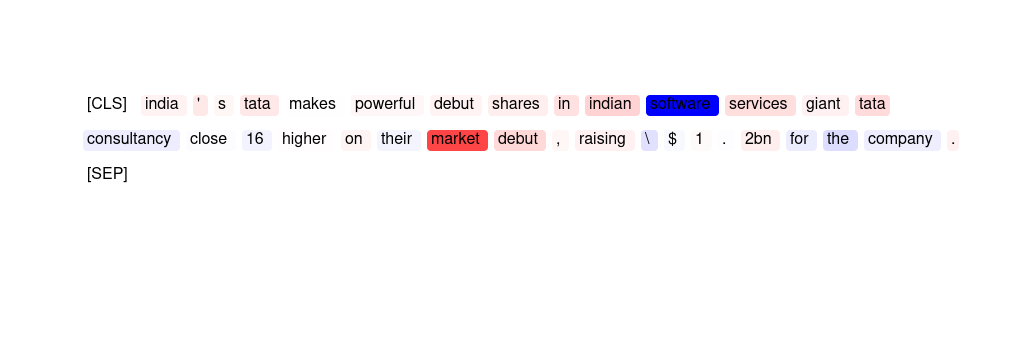 [CLS] india ' s tata makes powerful debut shares in indian software services giant tata
consultancy close 16 higher on their market debut , raising \ $ 1 . 2bn for the company .
[SEP]